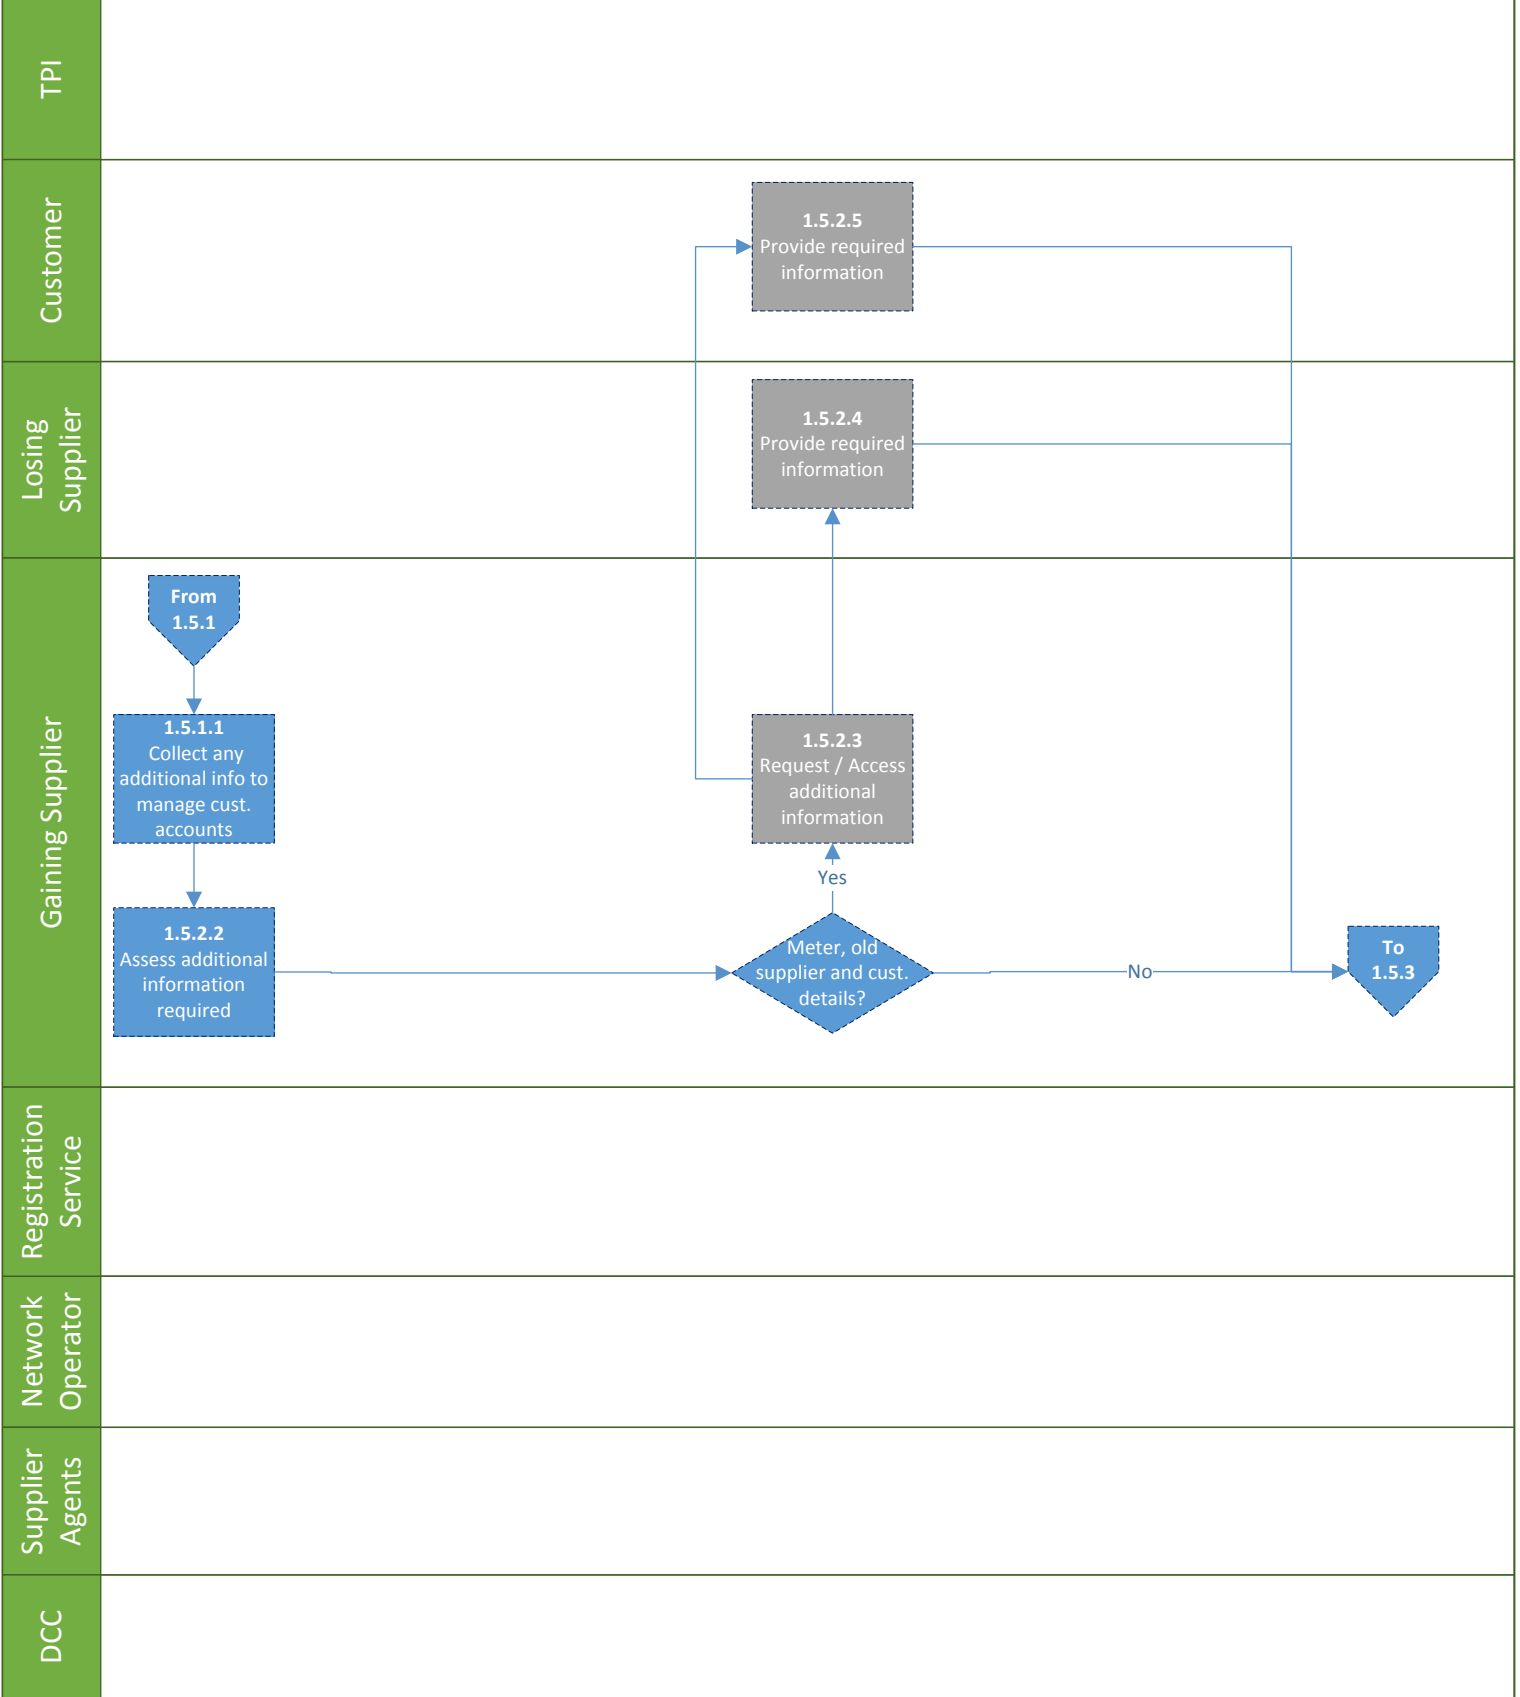 TPI
Customer
1.5.2.5
Provide required
information
Losing
Supplier
1.5.2.4
Provide required
information
Gaining Supplier
From
1.5.1
1.5.1.1
Collect any
additional info to
manage cust.
accounts
1.5.2.3
Request / Access
additional
information
Yes
1.5.2.2
Assess additional
information
required
Meter, old
supplier and cust.
details?
No
To
1.5.3
Registration
Service
Network
Operator
Supplier
Agents
DCC